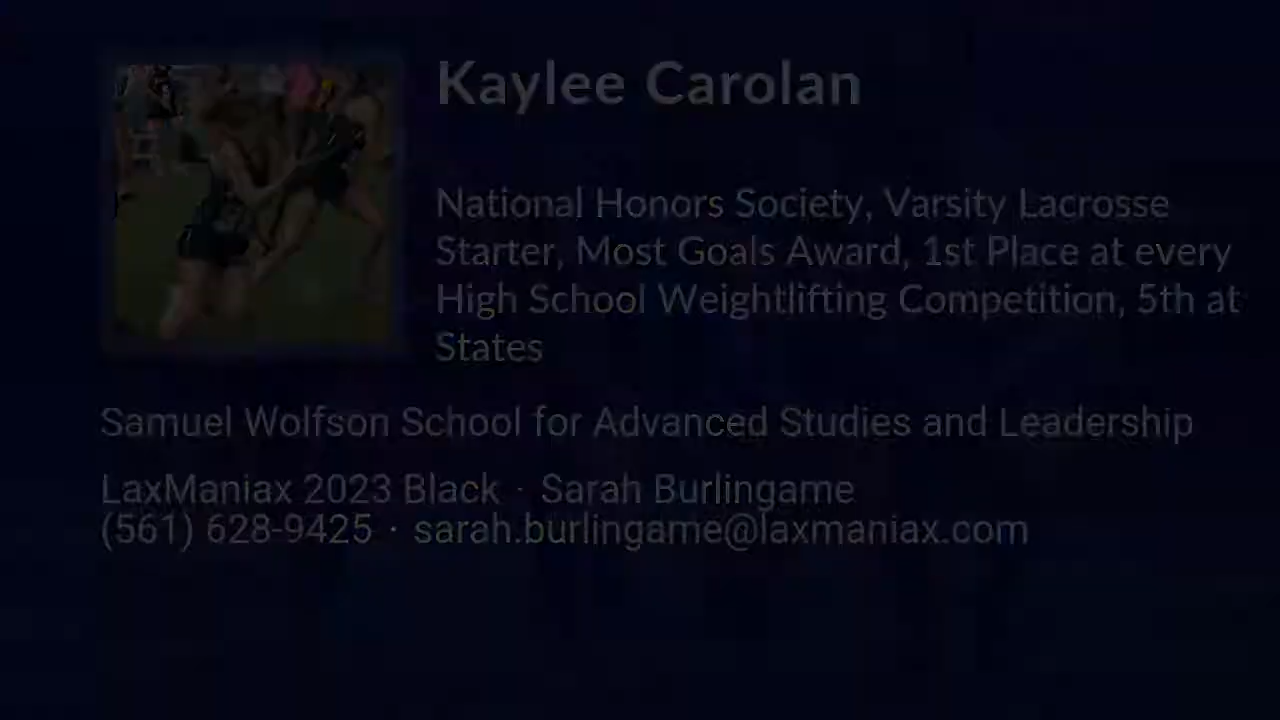 Kaylee Carolan
National Honors Society, Varsity Lacrosse
Starter, Most Goals Award, 1st Place at every
High School Weightlifting Competition, 5th at
States
Samuel Wolfson School for Advanced Studies and Leadership
LaxManiax 2023 Black · Sarah Burlingame
(561) 628-9425 · sarah.burlingame@laxmaniax.com